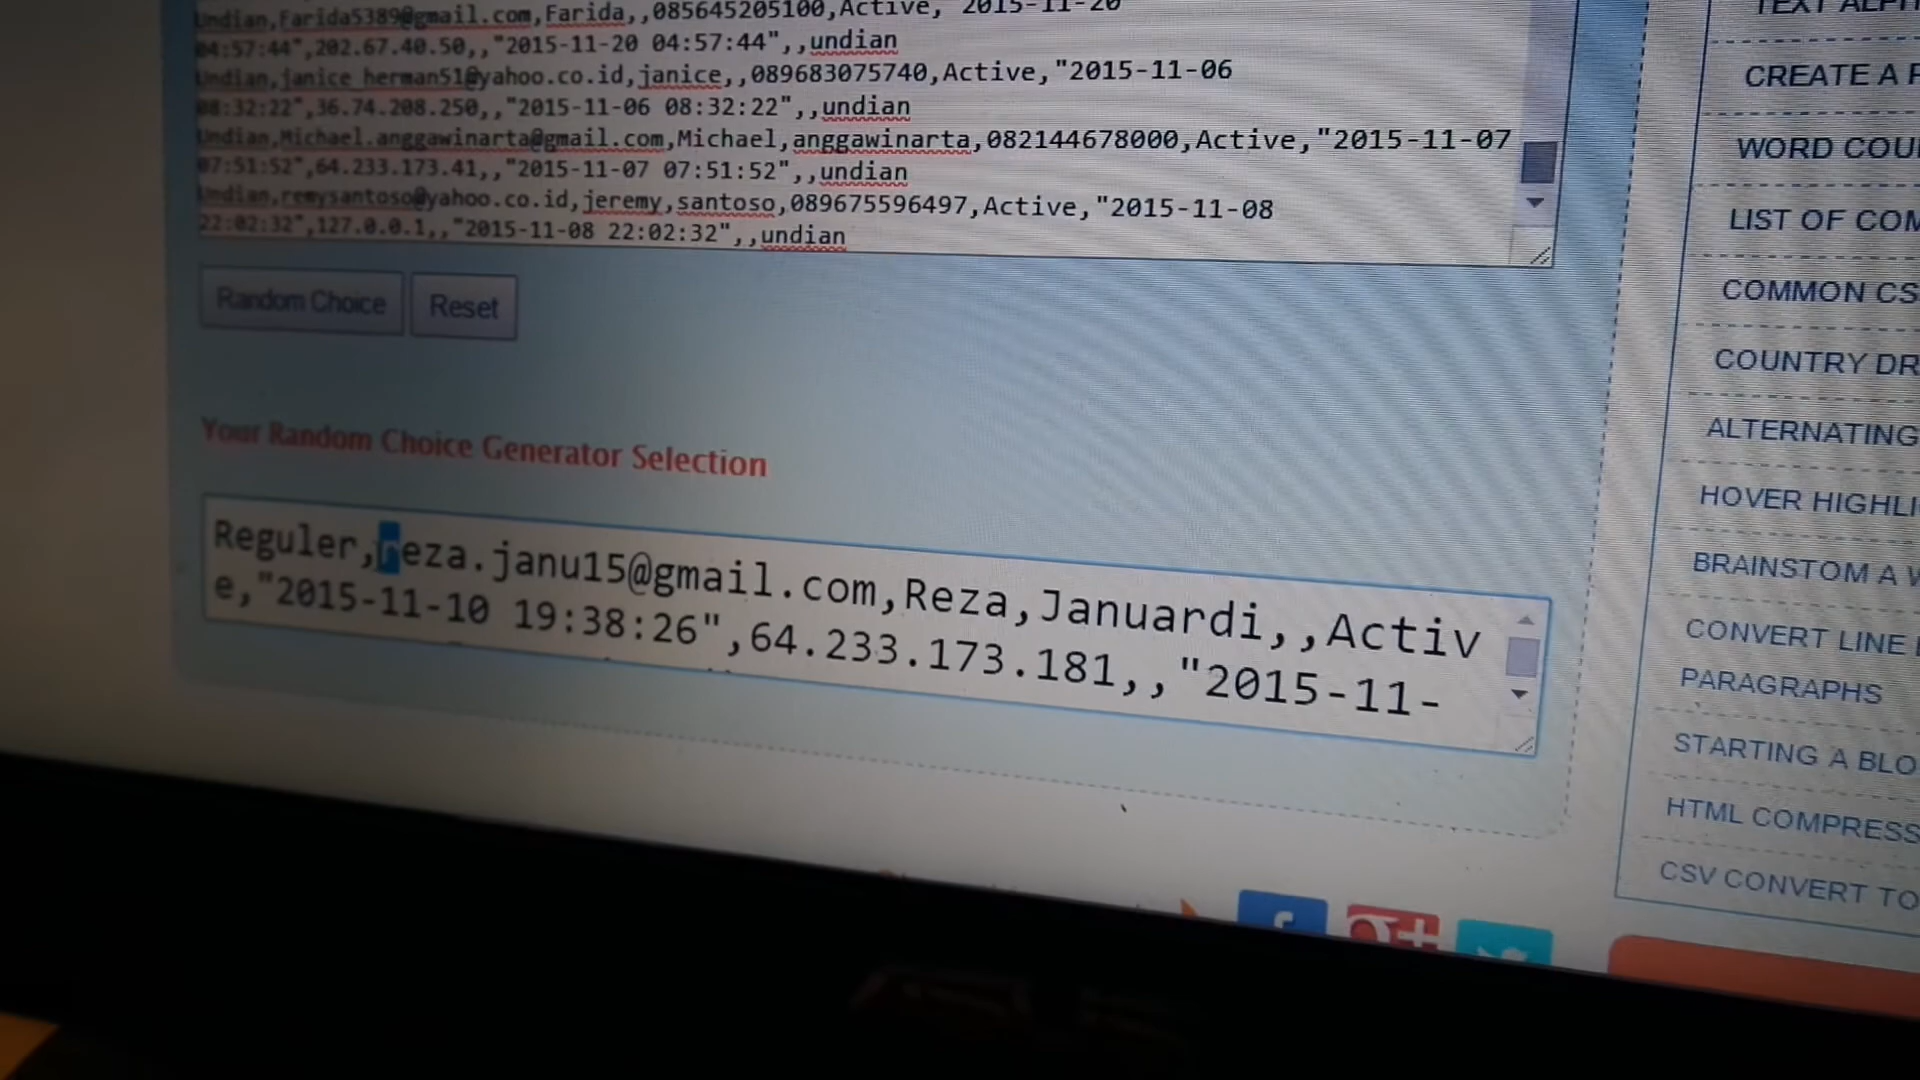 Undian,Farida5389@gmail.com,Farida,,085645205100,Active,"2015-11-20
04:57:44",202.67.40.50,,"2015-11-20 04:57:44",,undian
Undian,janice_herman51@yahoo.co.id,janice,,089683075740,Active,"2015-11-06
08:32:22",36.74.208.250,,"2015-11-06 08:32:22",,undian
Undian,Michael.anggawinarta@gmail.com,Michael,anggawinarta,082144678000,Active,"2015-11-07
07:51:52",64.233.173.41,,"2015-11-07 07:51:52",,undian
Undian,remysantoso@yahoo.co.id,jeremy,santoso,089675596497,Active,"2015-11-08
22:02:32",127.0.0.1,,"2015-11-08 22:02:32",,undian
Random Choice Reset
Your Random Choice Generator Selection
Reguler,reza.janu15@gmail.com,Reza,Januardi,,Activ
e,"2015-11-10 19:38:26",64.233.173.181,,"2015-11-
CREATE A
WORD COU
LIST OF COM
COMMON CS
COUNTRY DR
ALTERNATING
HOVER HIGHLI
BRAINSTOM A
CONVERT LINE
PARAGRAPHS
STARTING A BLO
HTML COMPRESS
CSV CONVERT TO